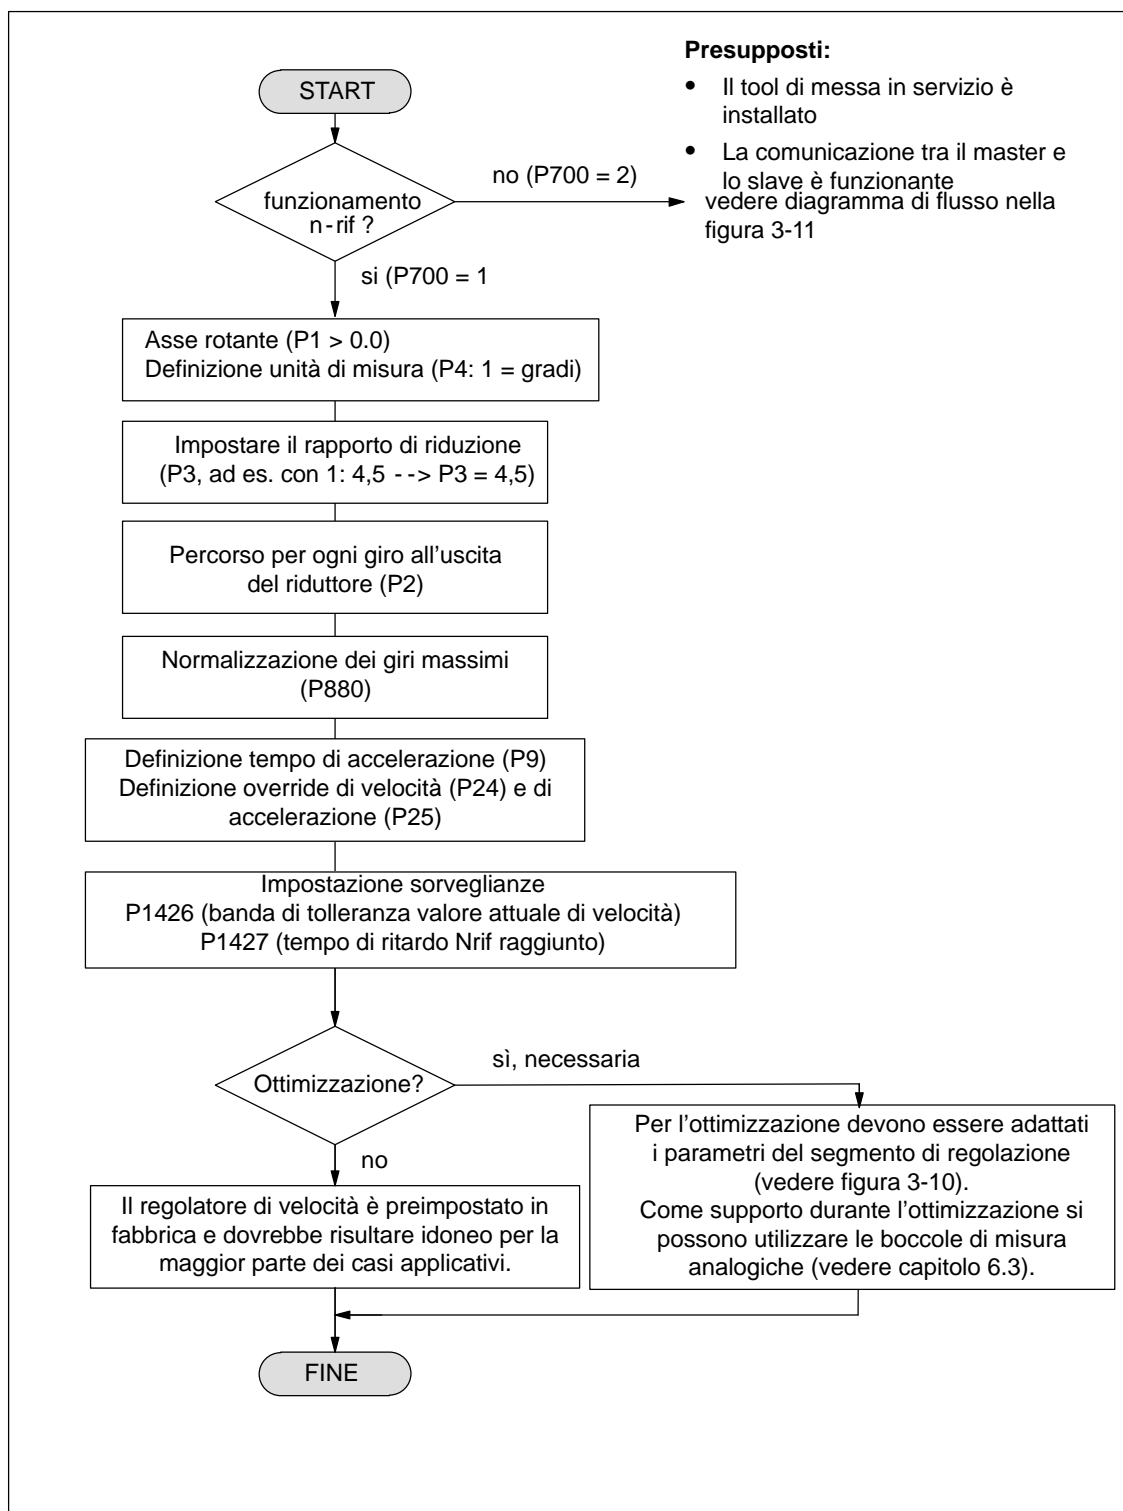 Presupposti:
• Il tool di messa in servizio è
installato
• La comunicazione tra il master e
lo slave è funzionante
START
funzionamento
n-rif ?
no (P700 = 2)
vedere diagramma di flusso nella
figura 3-11
si (P700 = 1
Asse rotante (P1 > 0.0)
Definizione unità di misura (P4: 1 = gradi)
Impostare il rapporto di riduzione
(P3, ad es. con 1: 4,5 --> P3 = 4,5)
Percorso per ogni giro all’uscita
del riduttore (P2)
Normalizzazione dei giri massimi
(P880)
Definizione tempo di accelerazione (P9)
Definizione override di velocità (P24) e di
accelerazione (P25)
Impostazione sorveglianze
P1426 (banda di tolleranza valore attuale di velocità)
P1427 (tempo di ritardo Nrif raggiunto)
Ottimizzazione?
sì, necessaria
Per l’ottimizzazione devono essere adattati
i parametri del segmento di regolazione
(vedere figura 3-10).
Come supporto durante l’ottimizzazione si
possono utilizzare le boccole di misura
analogiche (vedere capitolo 6.3).
no
Il regolatore di velocità è preimpostato in
fabbrica e dovrebbe risultare idoneo per la
maggior parte dei casi applicativi.
FINE